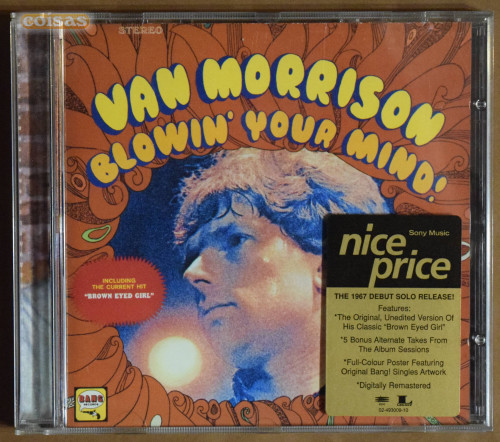 edisas
STEREO
VAN MORRISON
BLOWIN' YOUR MIND!
INCLUDING
THE CURRENT HIT
"BROWN EYED GIRL"
BANG
Sony Music
nice
price
THE 1967 DEBUT SOLO RELEASE!
Features:
*The Original, Unedited Version Of
His Classic "Brown Eyed Girl"
*5 Bonus Alternate Takes From
The Album Sessions
*Full-Colour Poster Featuring
Original Bang! Singles Artwork
*Digitally Remastered